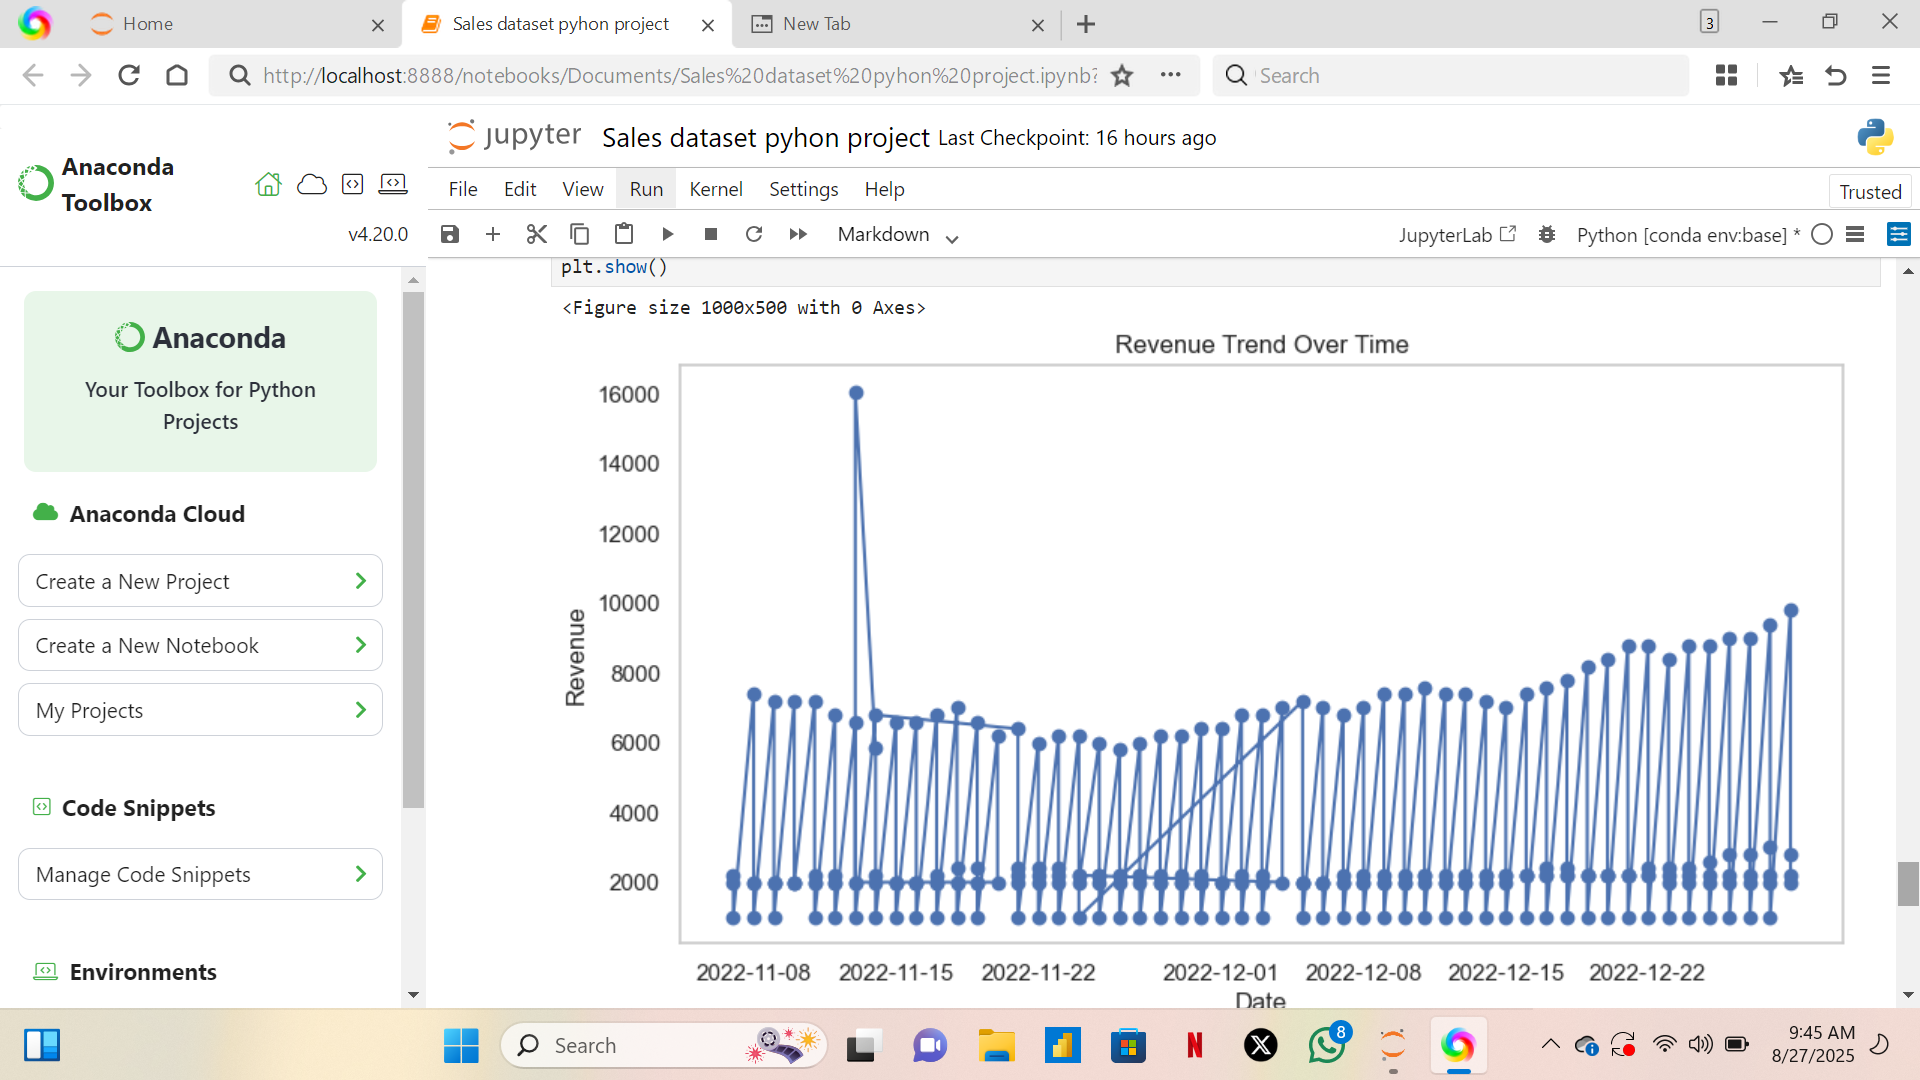 Home
Sales dataset pyhon project
New Tab
3
http://localhost:8888/notebooks/Documents/Sales%20dataset%20pyhon%20project.ipynb?
Search
Anaconda Toolbox
v4.20.0
jupyter Sales dataset pyhon project Last Checkpoint: 16 hours ago
File Edit View Run Kernel Settings Help
Trusted
Markdown
JupyterLab
Python [conda env:base] *
Anaconda
Your Toolbox for Python
Projects
Anaconda Cloud
Create a New Project
Create a New Notebook
My Projects
Code Snippets
Manage Code Snippets
Environments
plt.show()
<Figure size 1000x500 with 0 Axes>
Revenue Trend Over Time
16000
14000
12000
10000
8000
6000
4000
2000
Revenue
2022-11-08 2022-11-15 2022-11-22 2022-12-01 2022-12-08 2022-12-15 2022-12-22
Date
Search
N
X
8
9:45 AM
8/27/2025